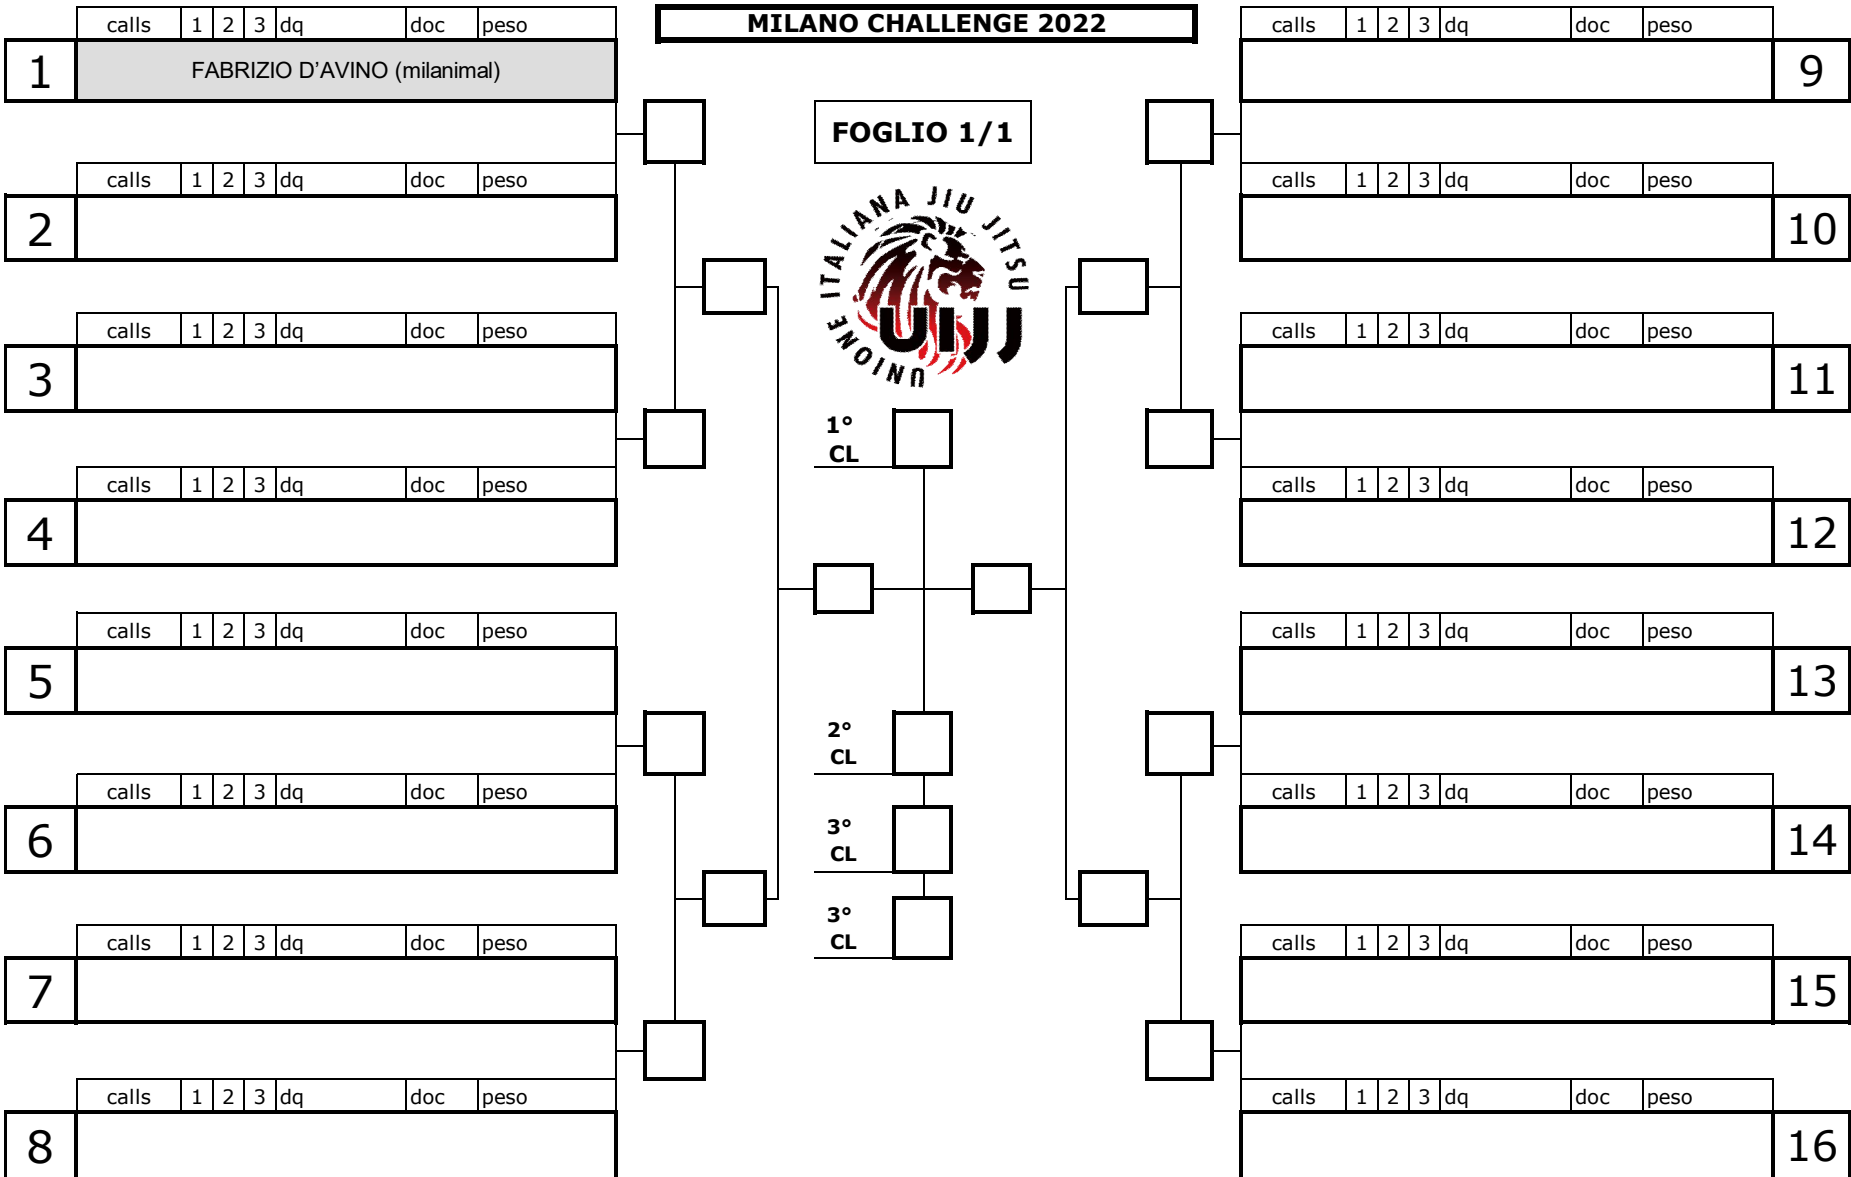 MILANO CHALLENGE 2022
calls 1 2 3 dq doc peso
1 FABRIZIO D'AVINO (milanimal)
calls 1 2 3 dq doc peso
2
calls 1 2 3 dq doc peso
3
calls 1 2 3 dq doc peso
4
calls 1 2 3 dq doc peso
5
calls 1 2 3 dq doc peso
6
calls 1 2 3 dq doc peso
7
calls 1 2 3 dq doc peso
8
FOGLIO 1/1
UNIONE ITALIANA JIU JITSU
UIJJ
1°
CL
2°
CL
3°
CL
3°
CL
calls 1 2 3 dq doc peso
9
calls 1 2 3 dq doc peso
10
calls 1 2 3 dq doc peso
11
calls 1 2 3 dq doc peso
12
calls 1 2 3 dq doc peso
13
calls 1 2 3 dq doc peso
14
calls 1 2 3 dq doc peso
15
calls 1 2 3 dq doc peso
16